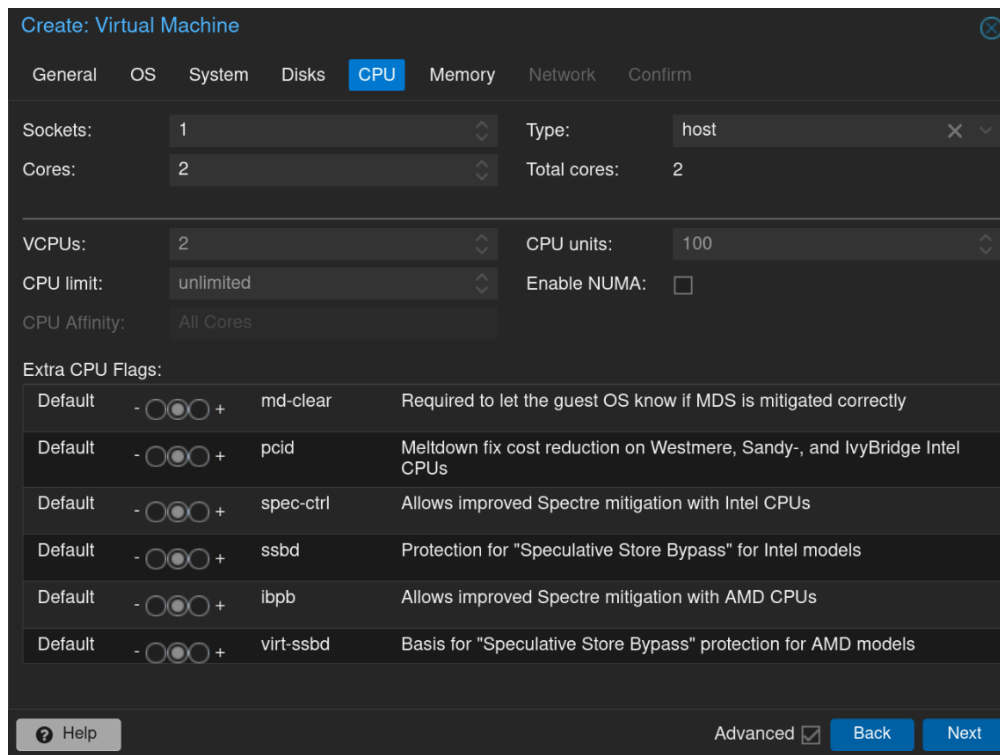 Create: Virtual Machine
General OS System Disks CPU Memory Network Confirm
Sockets: 1 Type: host
Cores: 2 Total cores: 2
VCPUs: 2 CPU units: 100
CPU limit: unlimited Enable NUMA:
CPU Affinity: All Cores
Extra CPU Flags:
Default - + md-clear Required to let the guest OS know if MDS is mitigated correctly
Default - + pcid Meltdown fix cost reduction on Westmere, Sandy-, and IvyBridge Intel
CPUs
Default - + spec-ctrl Allows improved Spectre mitigation with Intel CPUs
Default - + ssbd Protection for "Speculative Store Bypass" for Intel models
Default - + ibpb Allows improved Spectre mitigation with AMD CPUs
Default - + virt-ssbd Basis for "Speculative Store Bypass" protection for AMD models
? Help Advanced Back Next